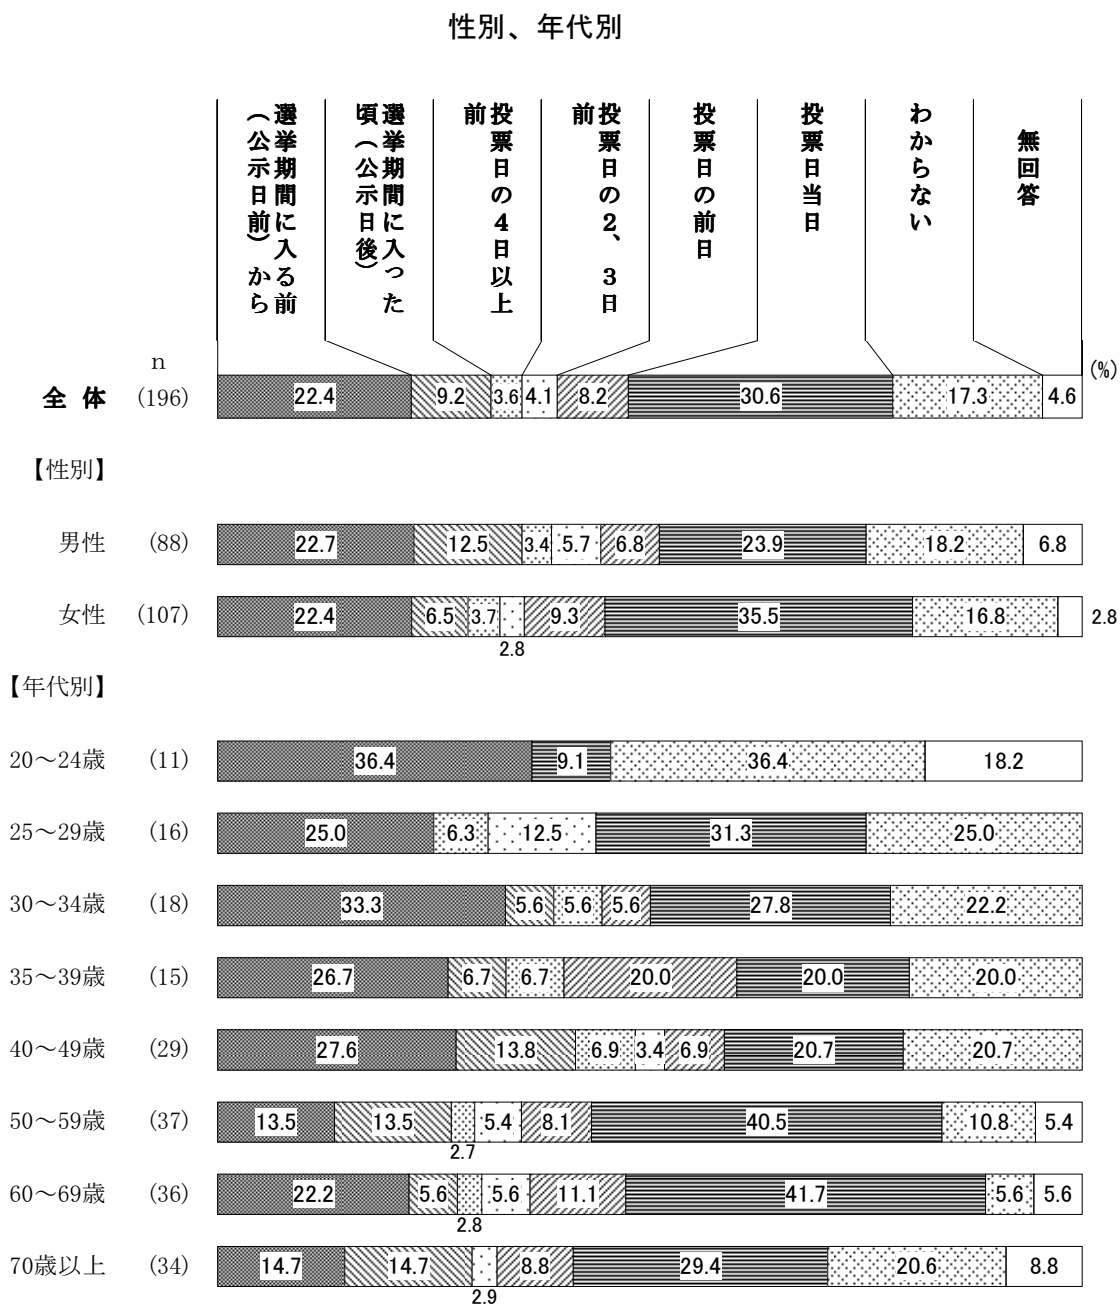 性別、年代別
選挙期間に入る前
（公示日前）から
選挙期間に入った
頃（公示日後）
投票日の４日以上
前
投票日の２、３日
前
投票日の前日
投票日当日
わからない
無回答
n
(%)
全 体 (196) 22.4 9.2 3.6 4.1 8.2 30.6 17.3 4.6
【性別】
男性 (88) 22.7 12.5 3.4 5.7 6.8 23.9 18.2 6.8
女性 (107) 22.4 6.5 3.7 9.3 35.5 16.8 2.8
2.8
【年代別】
20～24歳 (11) 36.4 9.1 36.4 18.2
25～29歳 (16) 25.0 6.3 12.5 31.3 25.0
30～34歳 (18) 33.3 5.6 5.6 5.6 27.8 22.2
35～39歳 (15) 26.7 6.7 6.7 20.0 20.0 20.0
40～49歳 (29) 27.6 13.8 6.9 3.4 6.9 20.7 20.7
50～59歳 (37) 13.5 13.5 5.4 8.1 40.5 10.8 5.4
2.7
60～69歳 (36) 22.2 5.6 5.6 11.1 41.7 5.6 5.6
2.8
70歳以上 (34) 14.7 14.7 8.8 29.4 20.6 8.8
2.9